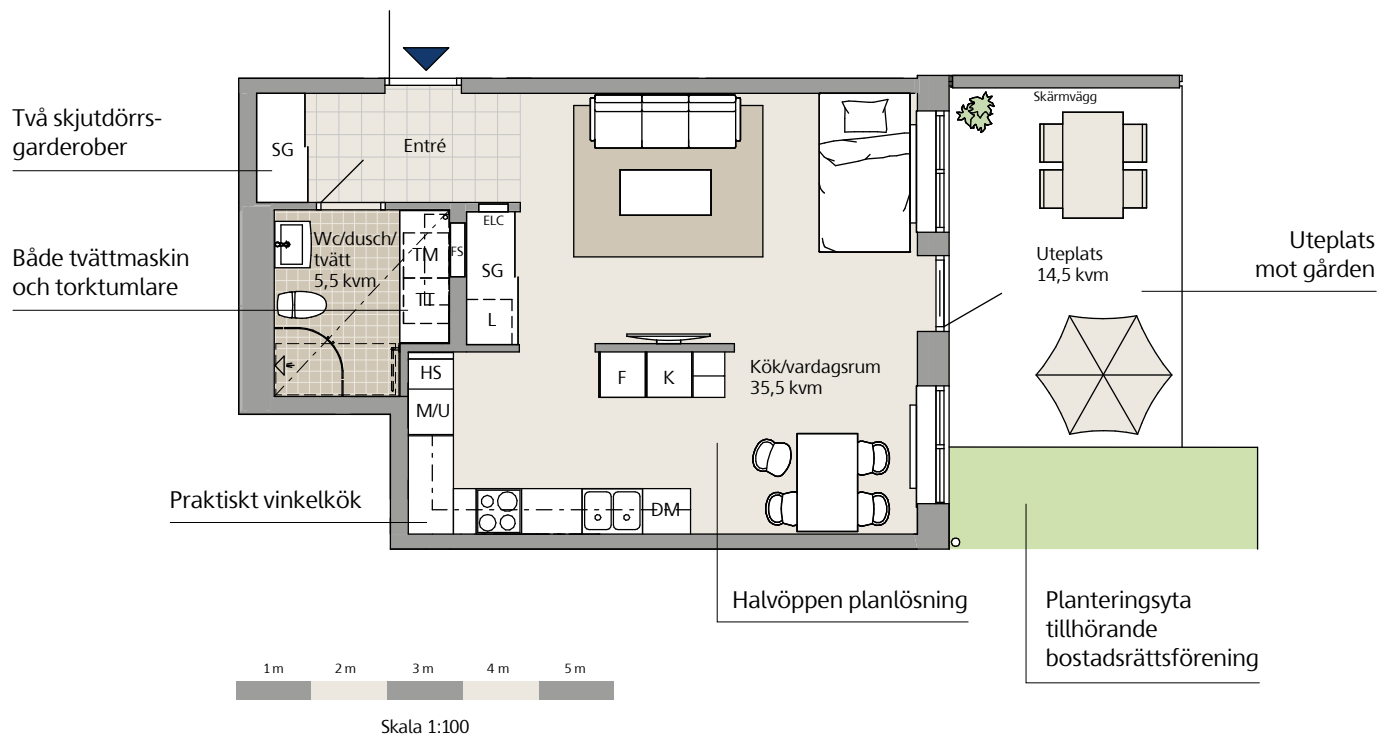 Skärmvägg
Två skjutdörrs-
garderober
SG
Entré
ELC
Wc/dusch/
tvätt
5,5 kvm
TM
FS
SG
TT
L
Både tvättmaskin
och torktumlare
Uteplats
14,5 kvm
Uteplats
mot gården
HS
M/U
F
K
Kök/vardagsrum
35,5 kvm
Praktiskt vinkelkök
DM
Halvöppen planlösning
Planteringsyta
tillhörande
bostadsrättsförening
1 m 2 m 3 m 4 m 5 m
Skala 1:100